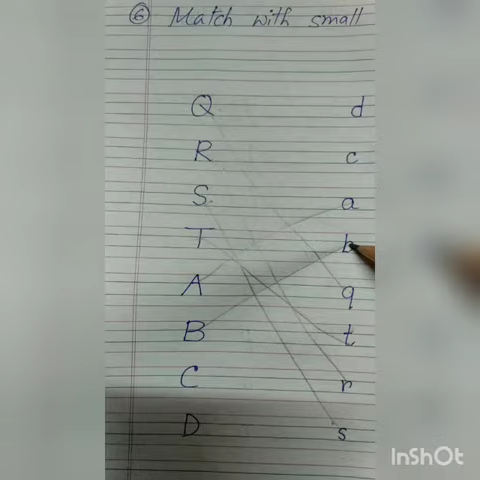 6 Match with small
Q d
R c
S a
T b
A q
B t
C r
D s
InShOt